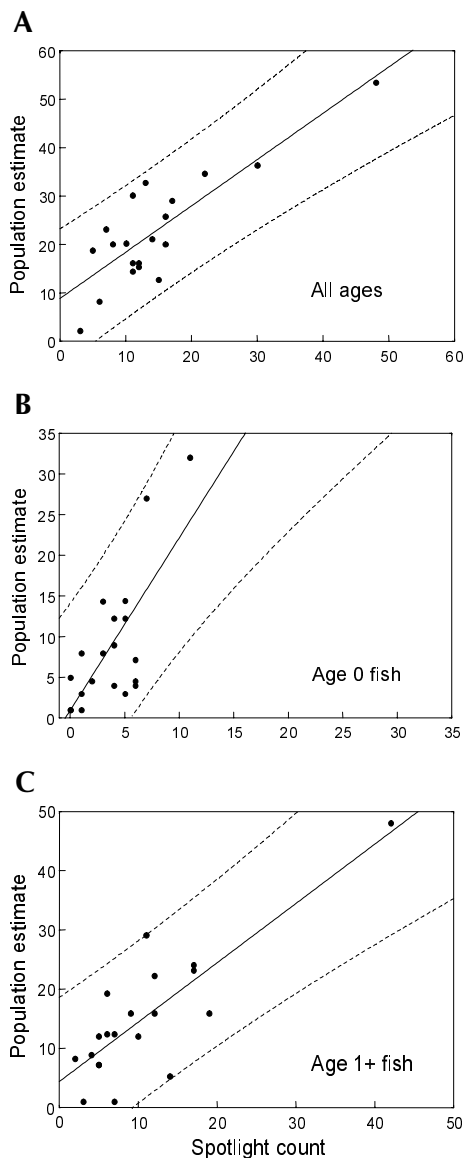 A
60
50
40
30
20
10
0
Population estimate
All ages
0 10 20 30 40 50 60
B
35
30
25
20
15
10
5
0
Population estimate
Age 0 fish
0 5 10 15 20 25 30 35
C
50
40
30
20
10
0
Population estimate
Age 1+ fish
0 10 20 30 40 50
Spotlight count